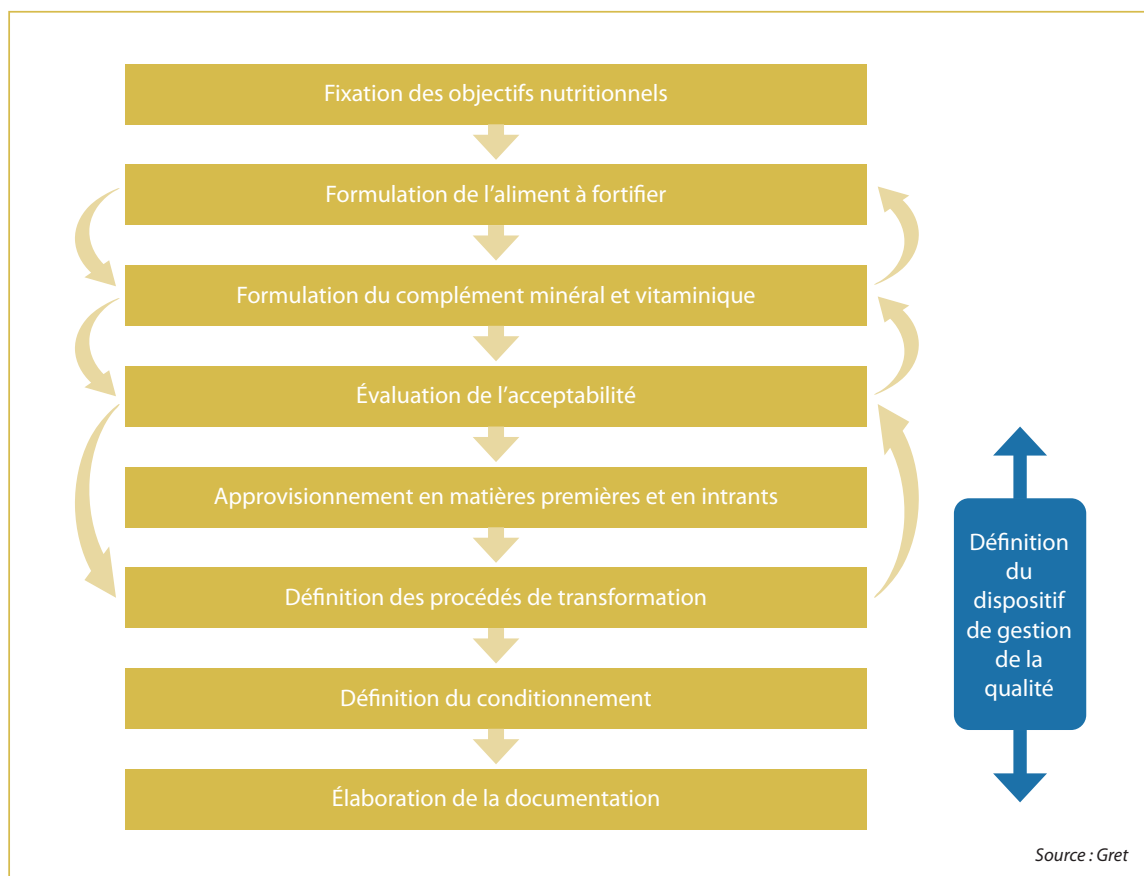 Fixation des objectifs nutritionnels
Formulation de l’aliment à fortifier
Formulation du complément minéral et vitaminique
Évaluation de l’acceptabilité
Approvisionnement en matières premières et en intrants
Définition des procédés de transformation
Définition du conditionnement
Élaboration de la documentation
Définition
du
dispositif
de gestion
de la
qualité
Source : Gret